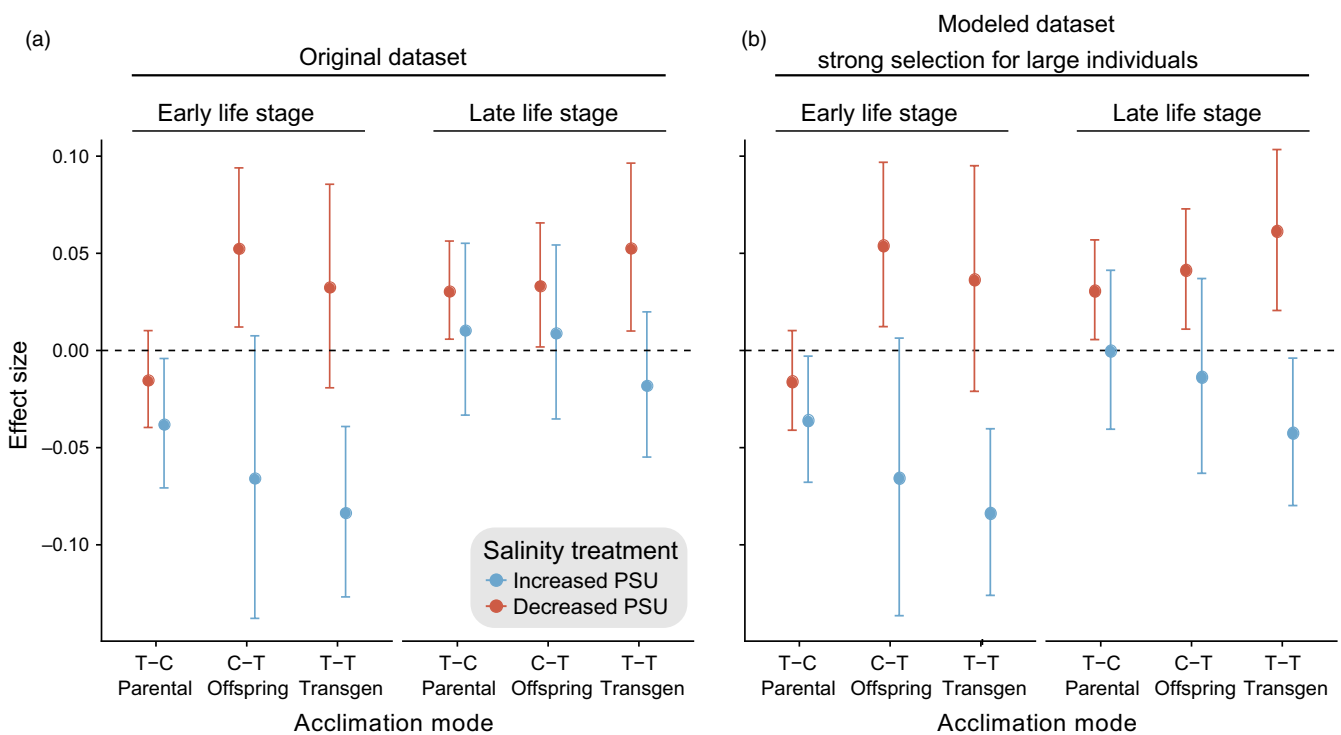 (a)
Original dataset
Early life stage
Late life stage
Effect size
0.10
0.05
0.00
−0.05
−0.10
Salinity treatment
Increased PSU
Decreased PSU
T−C C−T T−T T−C C−T T−T
Parental Offspring Transgen Parental Offspring Transgen
Acclimation mode
(b)
Modeled dataset
strong selection for large individuals
Early life stage
Late life stage
T−C C−T T−T T−C C−T T−T
Parental Offspring Transgen Parental Offspring Transgen
Acclimation mode